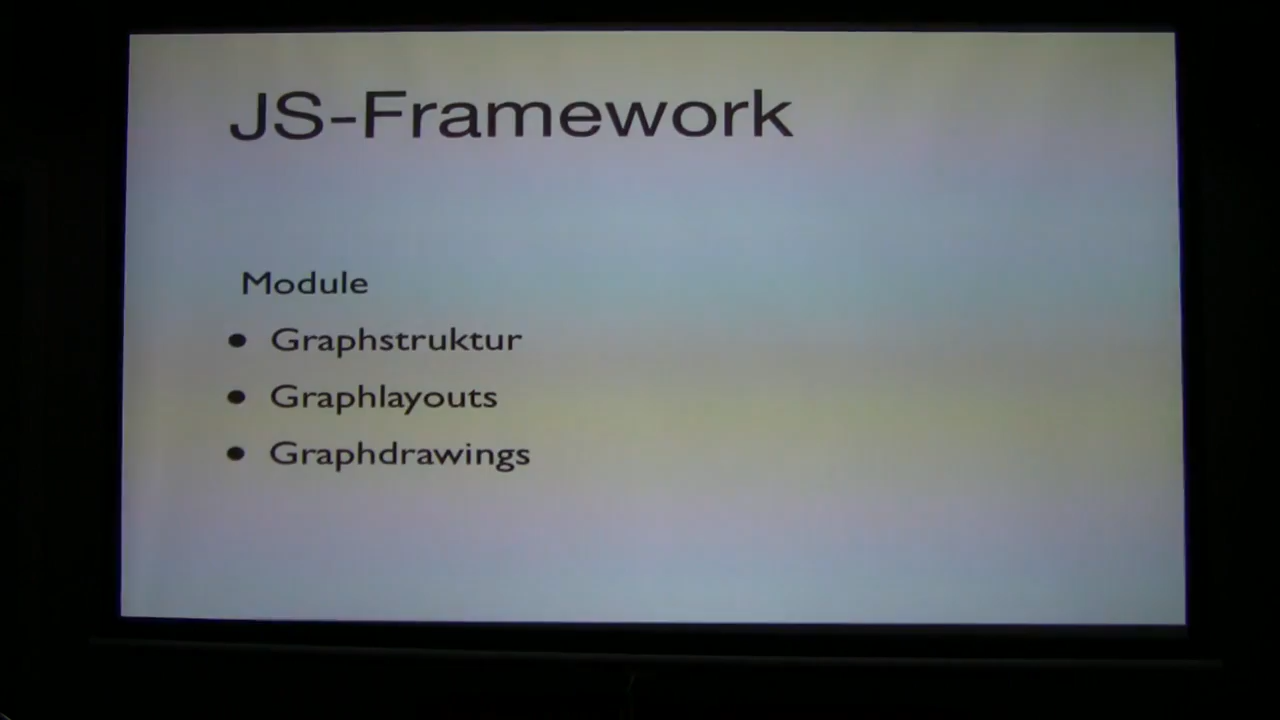 JS-Framework
Module
• Graphstruktur
• Graphlayouts
• Graphdrawings